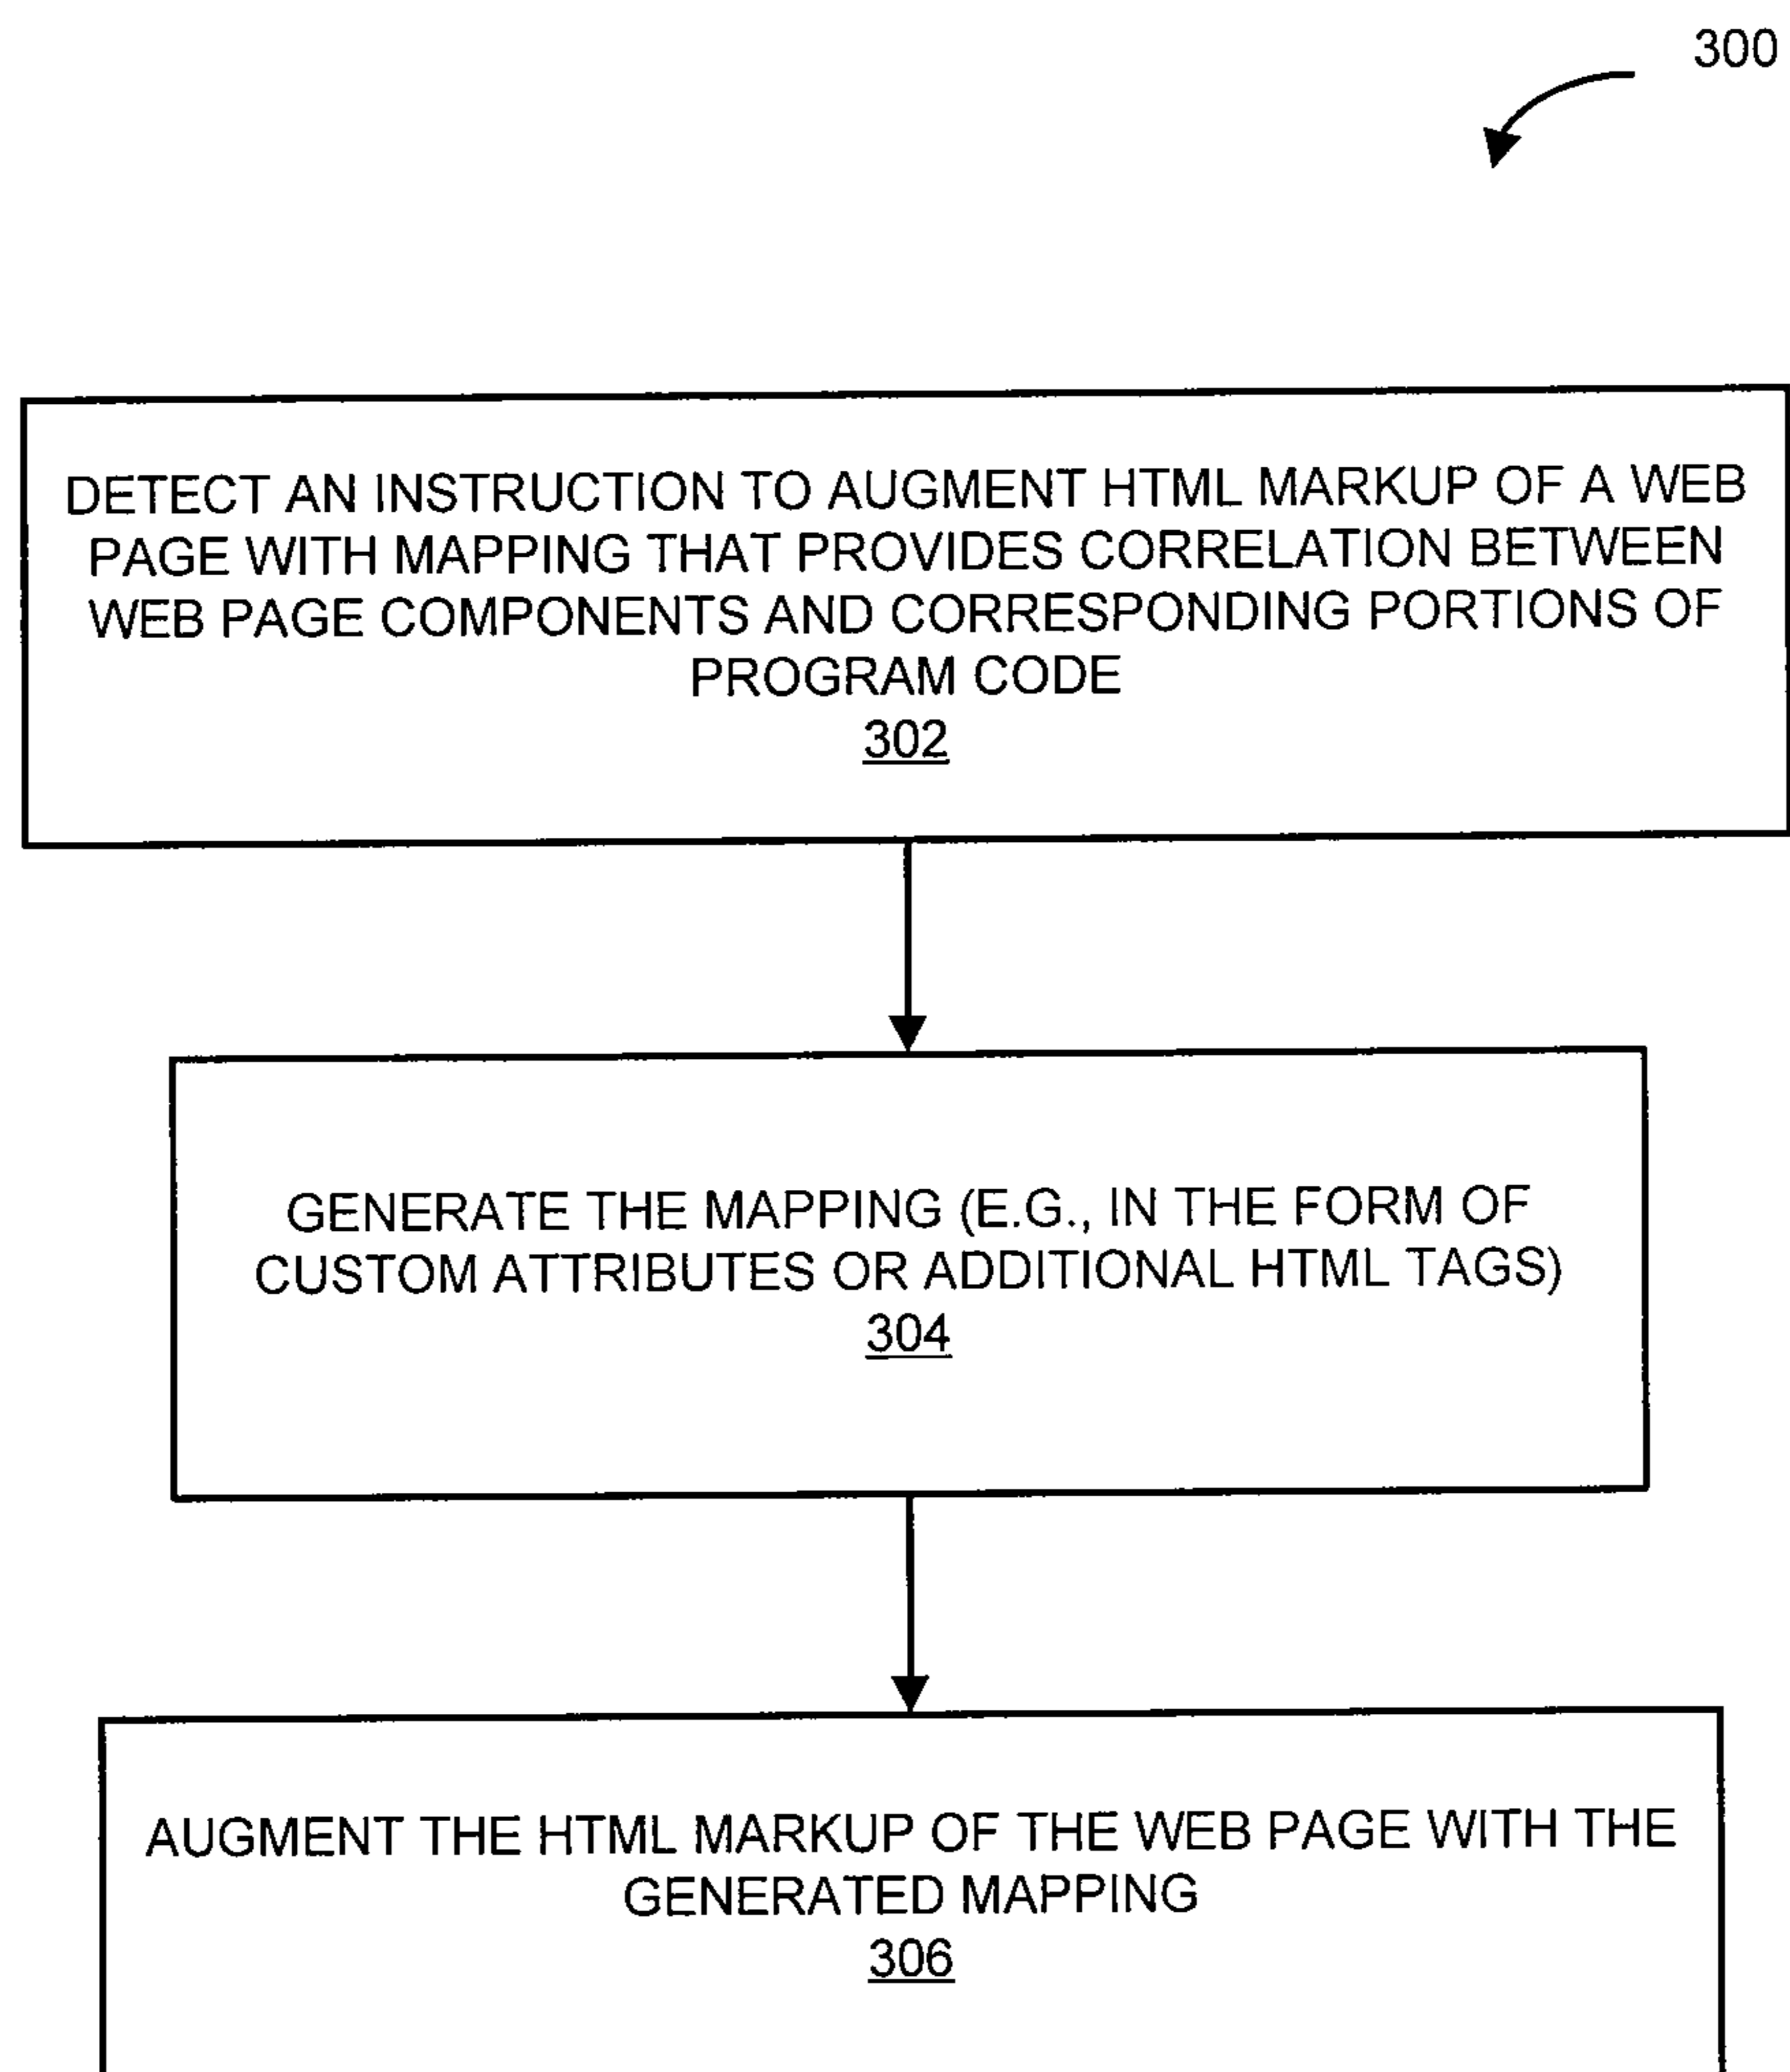 300
DETECT AN INSTRUCTION TO AUGMENT HTML MARKUP OF A WEB
PAGE WITH MAPPING THAT PROVIDES CORRELATION BETWEEN
WEB PAGE COMPONENTS AND CORRESPONDING PORTIONS OF
PROGRAM CODE
302
GENERATE THE MAPPING (E.G., IN THE FORM OF
CUSTOM ATTRIBUTES OR ADDITIONAL HTML TAGS)
304
AUGMENT THE HTML MARKUP OF THE WEB PAGE WITH THE
GENERATED MAPPING
306